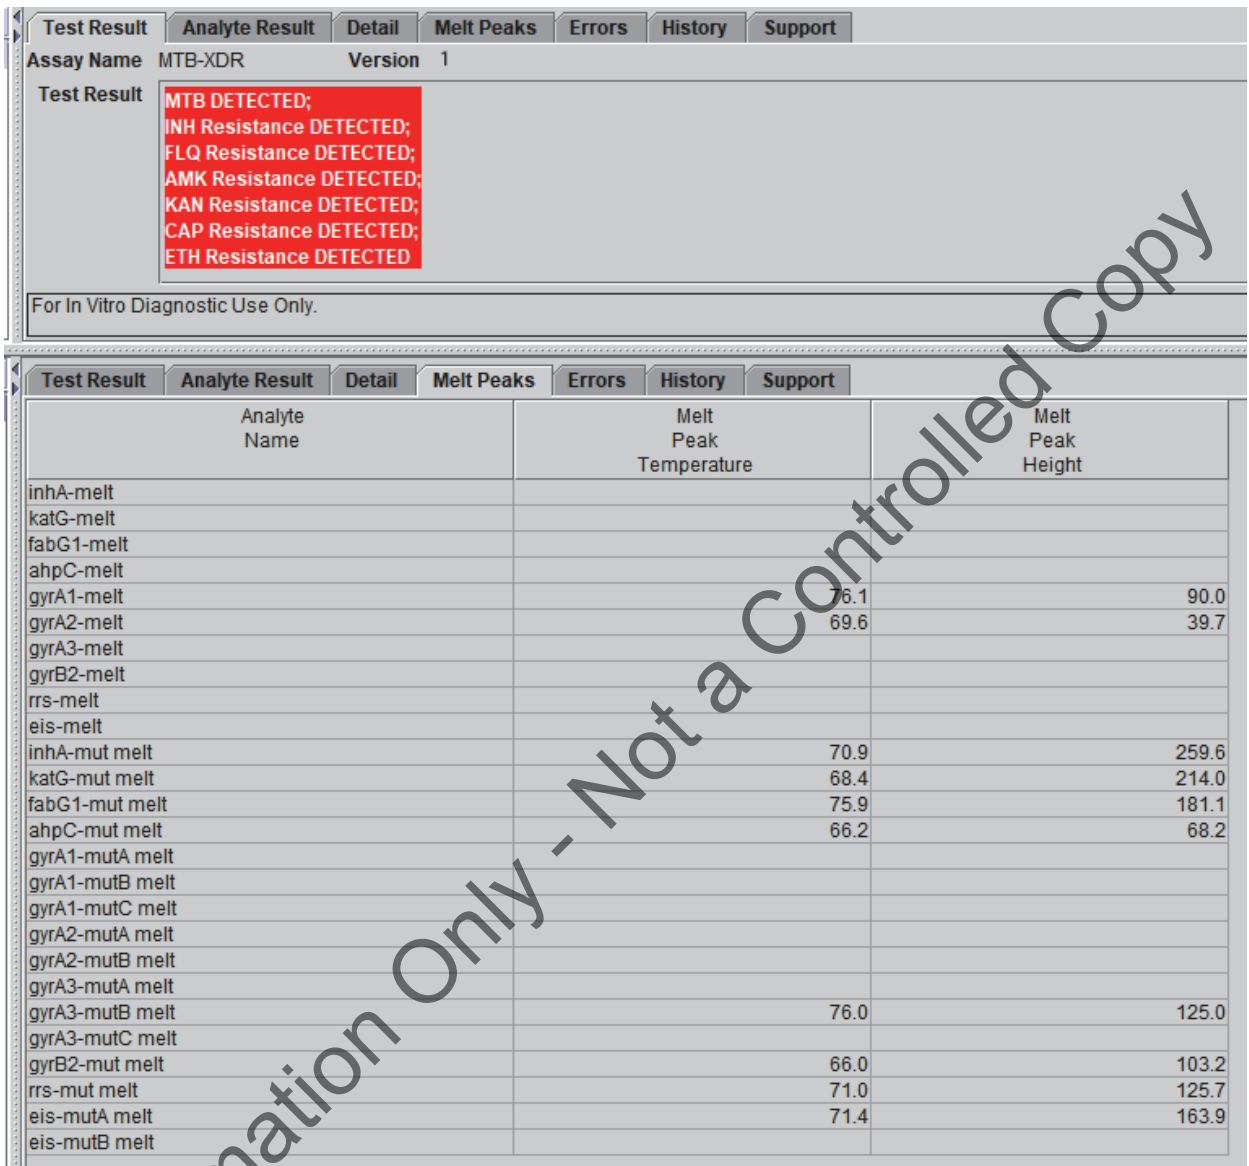 Test Result Analyte Result Detail Melt Peaks Errors History Support
Assay Name MTB-XDR Version 1
Test Result MTB DETECTED;
INH Resistance DETECTED;
FLQ Resistance DETECTED;
AMK Resistance DETECTED;
KAN Resistance DETECTED;
CAP Resistance DETECTED;
ETH Resistance DETECTED
For In Vitro Diagnostic Use Only.
Test Result Analyte Result Detail Melt Peaks Errors History Support
Analyte Name Melt Peak Temperature Melt Peak Height
inhA-melt
katG-melt
fabG1-melt
ahpC-melt
gyrA1-melt 76.1 90.0
gyrA2-melt 69.6 39.7
gyrA3-melt
gyrB2-melt
rrs-melt
eis-melt
inhA-mut melt 70.9 259.6
katG-mut melt 68.4 214.0
fabG1-mut melt 75.9 181.1
ahpC-mut melt 66.2 68.2
gyrA1-mutA melt
gyrA1-mutB melt
gyrA1-mutC melt
gyrA2-mutA melt
gyrA2-mutB melt
gyrA3-mutA melt
gyrA3-mutB melt 76.0 125.0
gyrA3-mutC melt
gyrB2-mut melt 66.0 103.2
rrs-mut melt 71.0 125.7
eis-mutA melt 71.4 163.9
eis-mutB melt
mation Only - Not a Controlled Copy